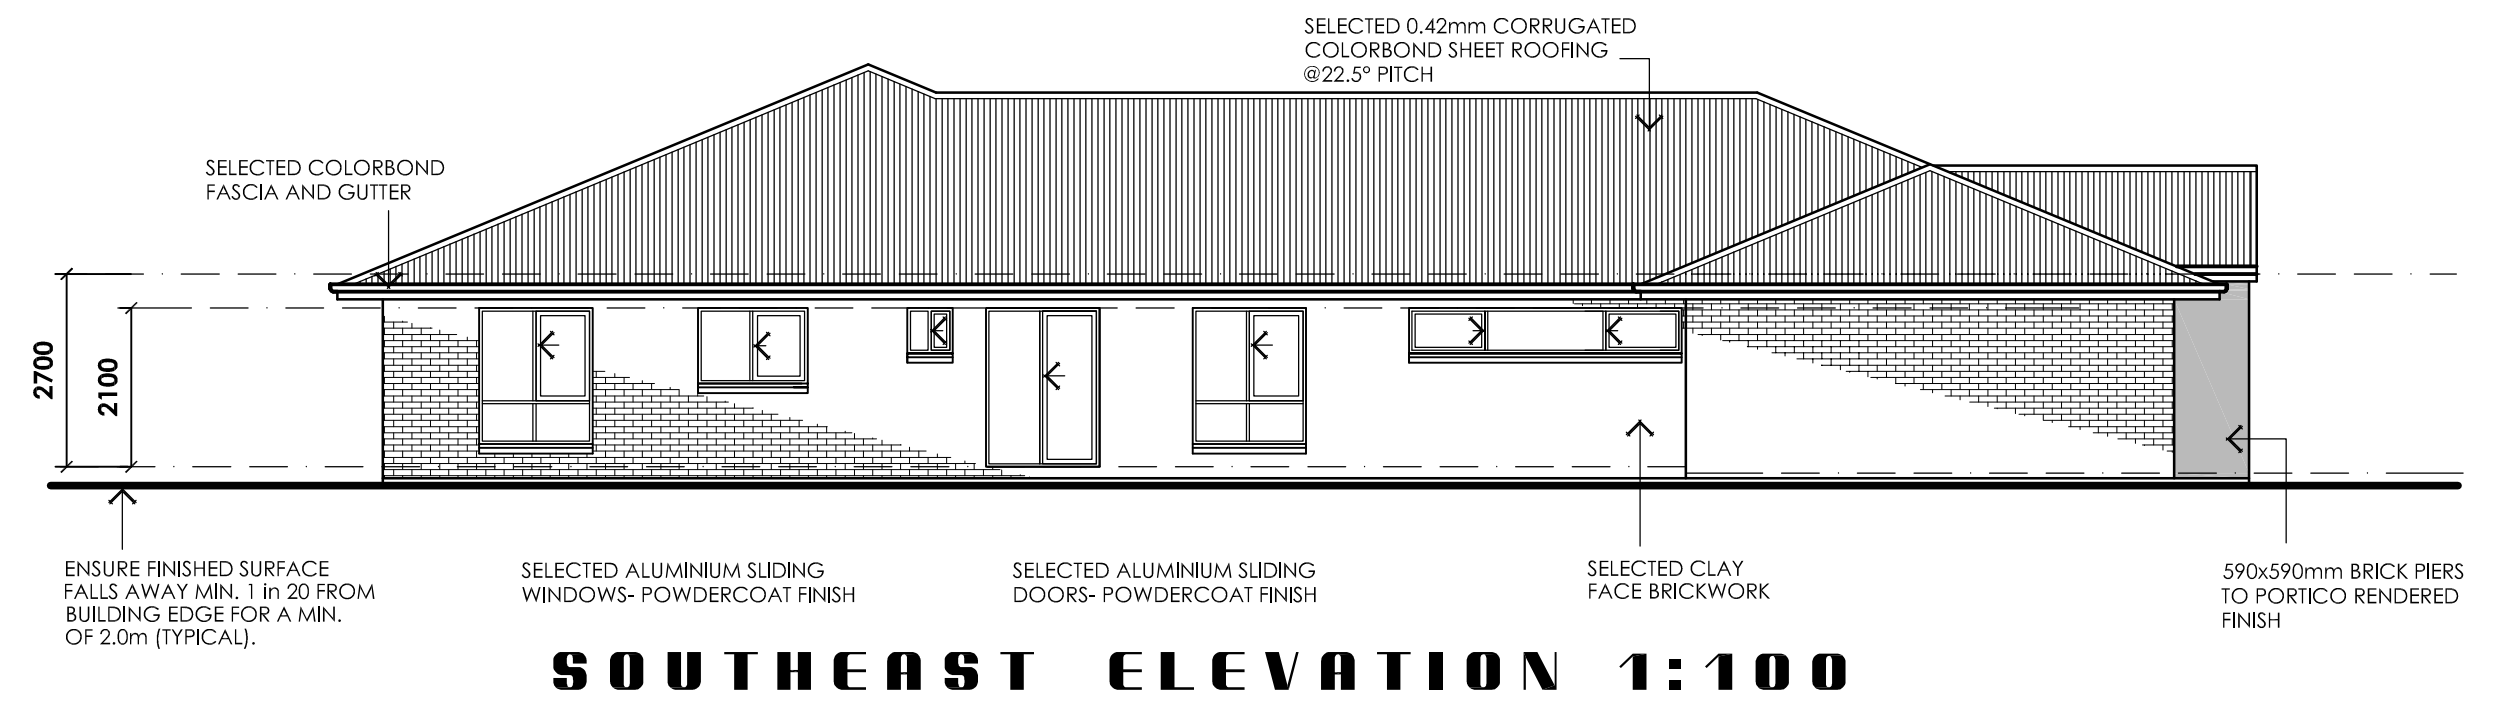 SELECTED 0.42mm CORRUGATED
COLORBOND SHEET ROOFING
@22.5° PITCH
SELECTED COLORBOND
FASCIA AND GUTTER
2700
2100
ENSURE FINISHED SURFACE
FALLS AWAY MIN. 1 in 20 FROM
BUILDING EDGE FOR A MIN.
OF 2.0m (TYPICAL).
SELECTED ALUMINIUM SLIDING
WINDOWS- POWDERCOAT FINISH
SELECTED ALUMINIUM SLIDING
DOORS- POWDERCOAT FINISH
SELECTED CLAY
FACE BRICKWORK
590x590mm BRICK PIERS
TO PORTICO RENDERED
FINISH
SOUTHEAST ELEVATION 1:100